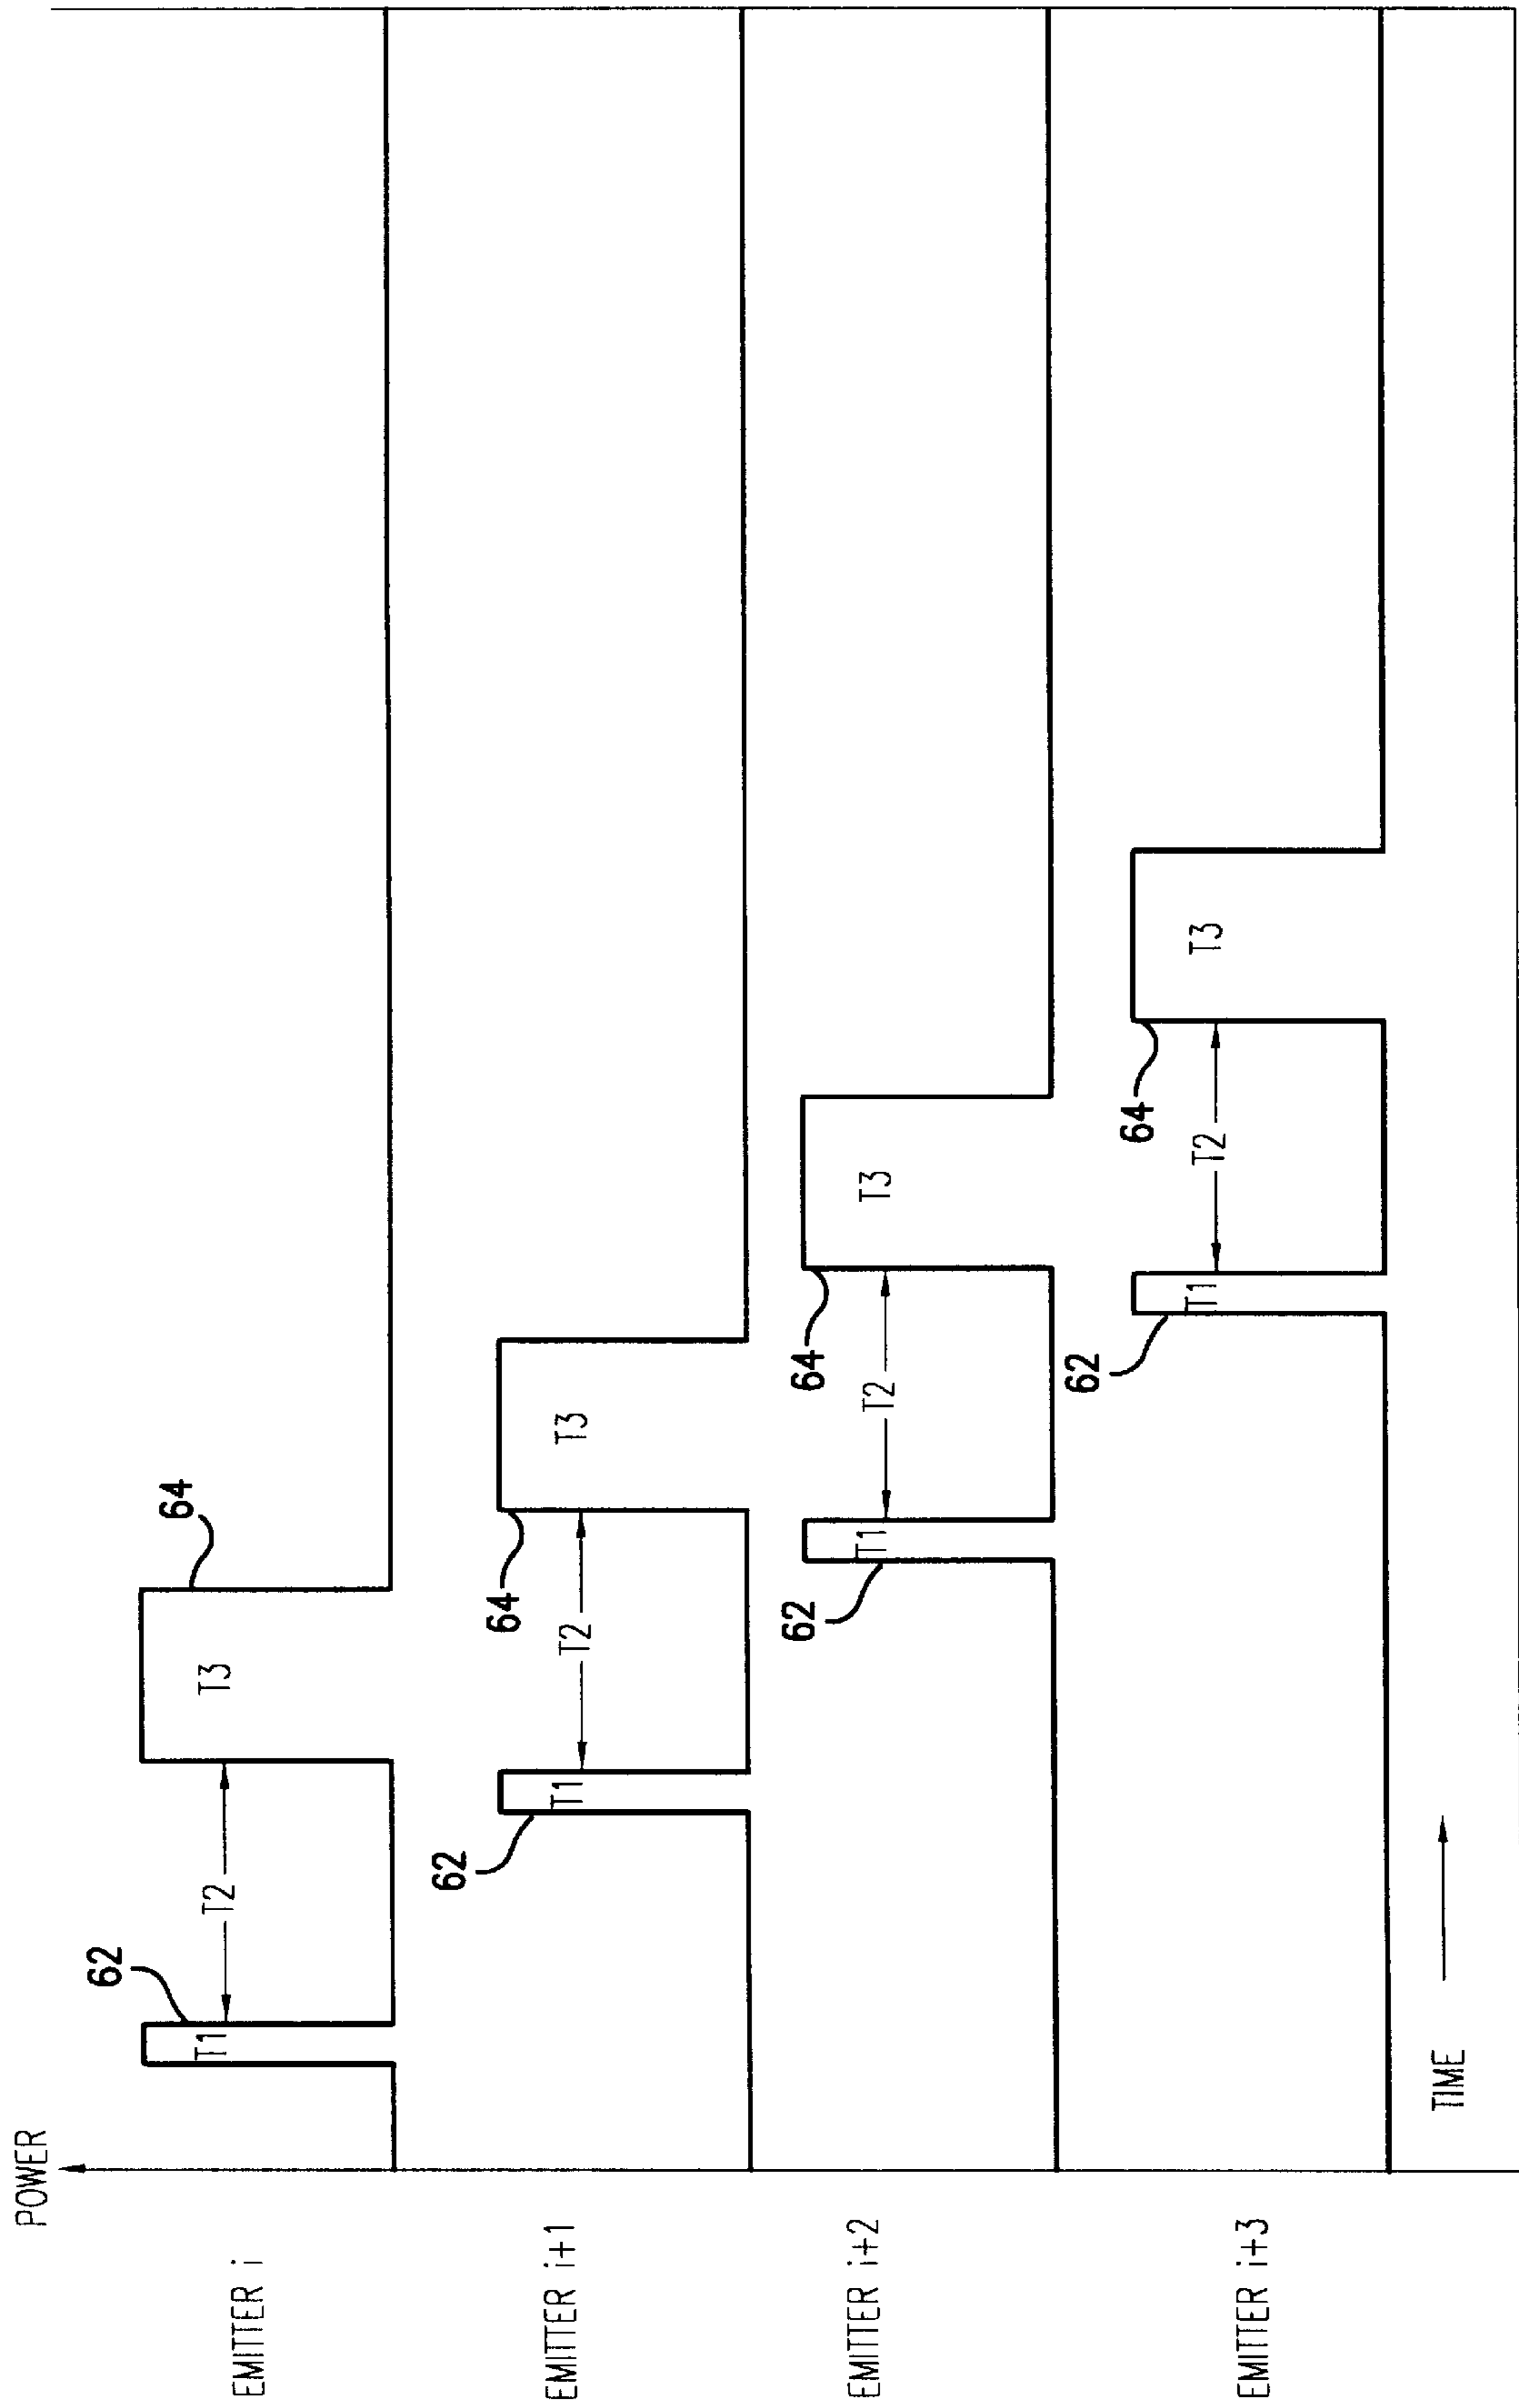 POWER
EMITTER i
62
T1
T2
T3
64
EMITTER i+1
62
T1
T2
64
T3
EMITTER i+2
62
T1
T2
64
T3
EMITTER i+3
62
T1
T2
64
T3
TIME